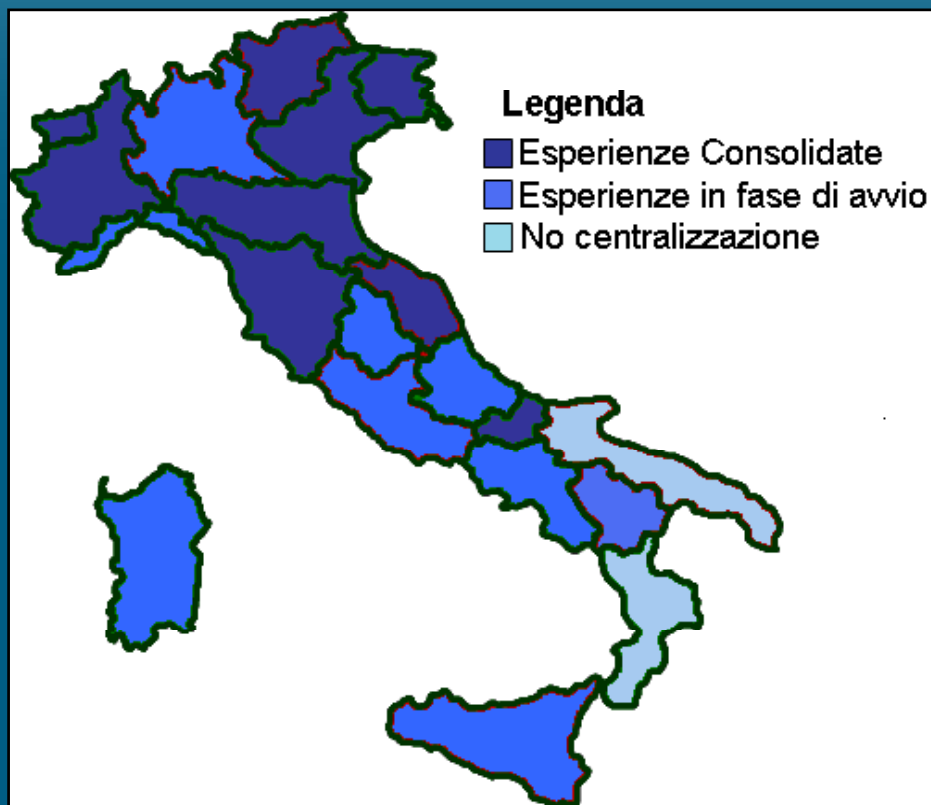 Legenda
Esperienze Consolidate
Esperienze in fase di avvio
No centralizzazione